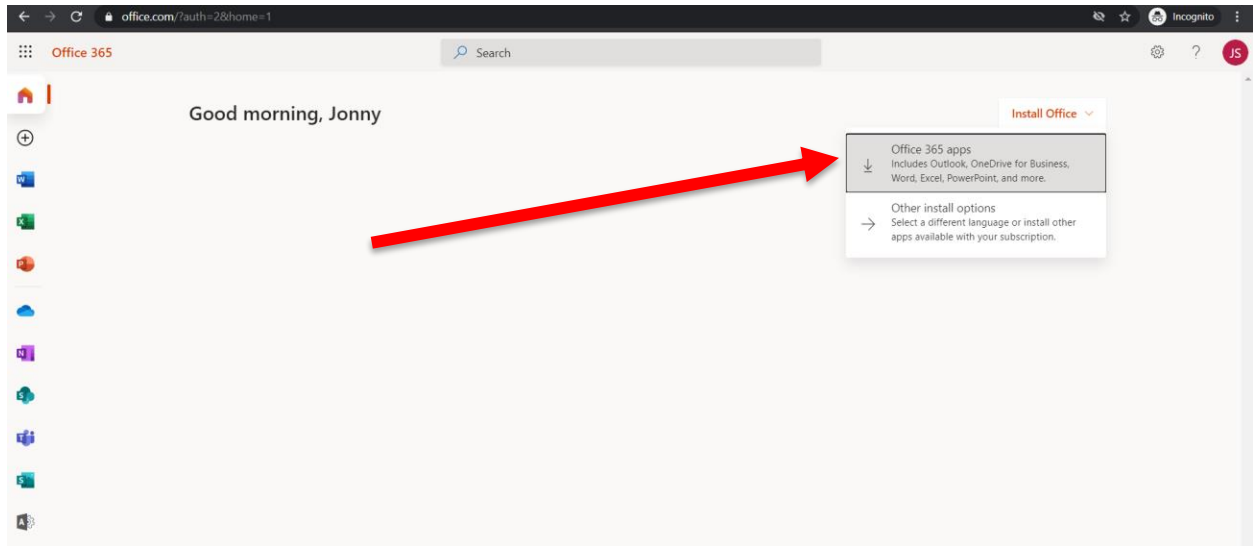 office.com/?auth=2&home=1
Incognito
Office 365
Search
?
JS
Good morning, Jonny
Install Office
Office 365 apps
Includes Outlook, OneDrive for Business,
Word, Excel, PowerPoint, and more.
Other install options
Select a different language or install other
apps available with your subscription.
W
X
P
N
S
T
S
A